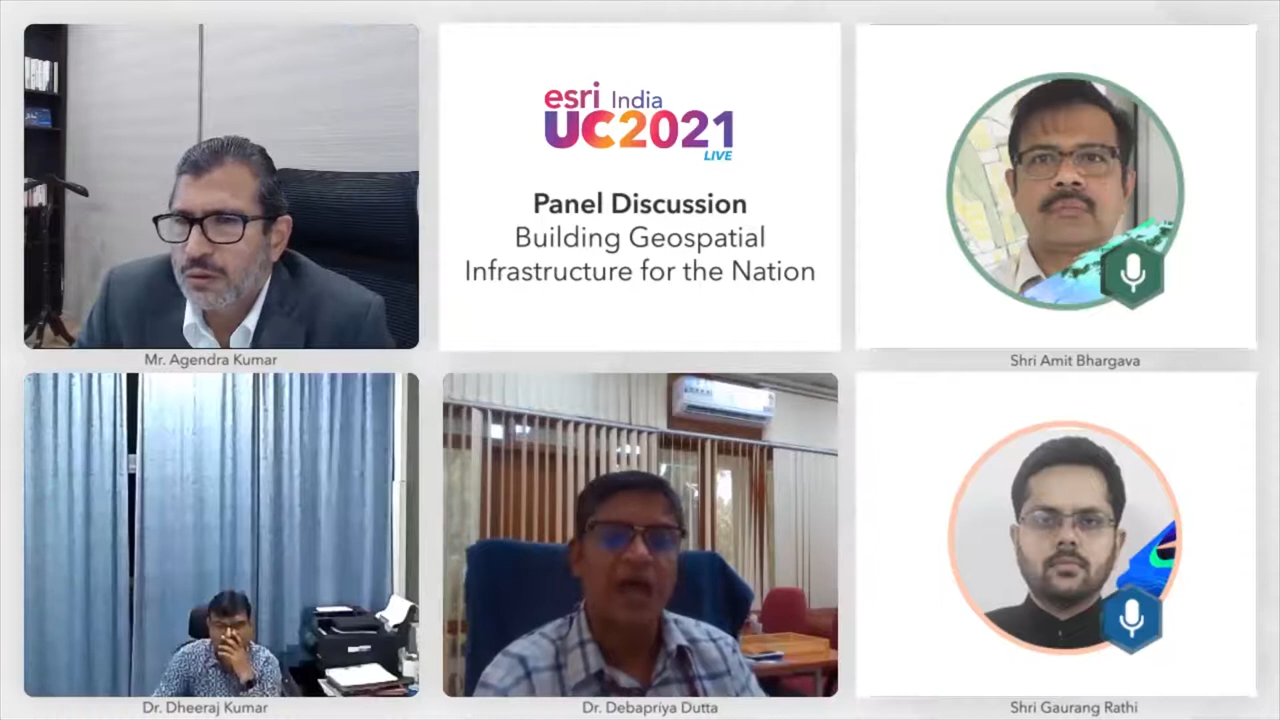 esri India
UC2021
LIVE
Panel Discussion
Building Geospatial
Infrastructure for the Nation
Mr. Agendra Kumar
Shri Amit Bhargava
Dr. Dheeraj Kumar
Dr. Debapriya Dutta
Shri Gaurang Rathi